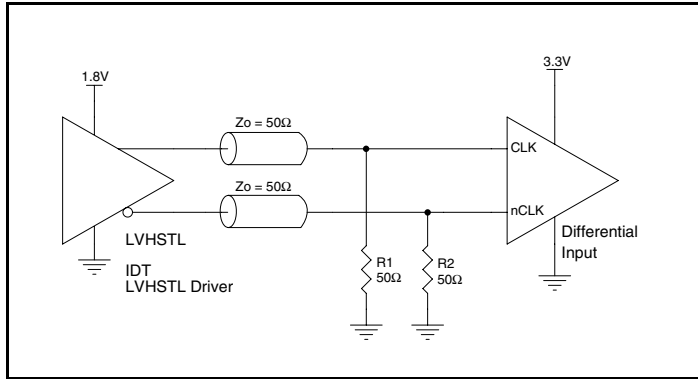 1.8V
3.3V
Zo = 50Ω
CLK
Zo = 50Ω
nCLK
LVHSTL
IDT
LVHSTL Driver
R1
50Ω
R2
50Ω
Differential
Input